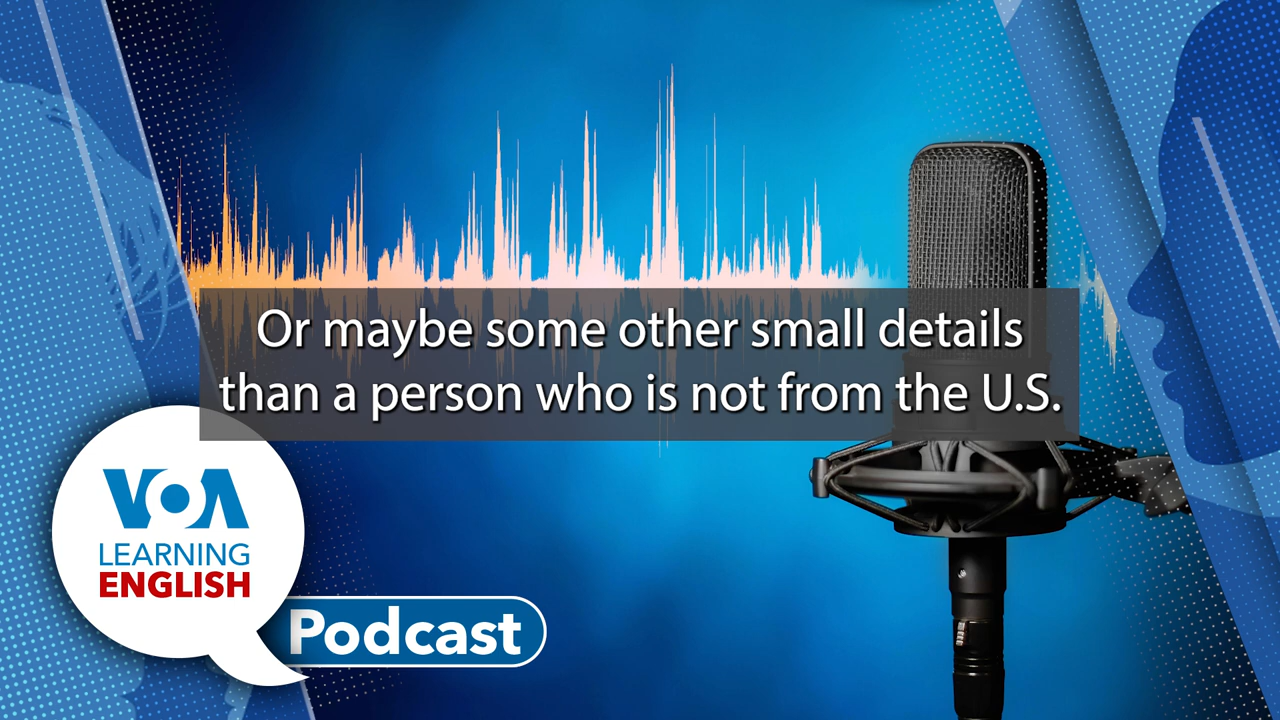 Or maybe some other small details
than a person who is not from the U.S.
VOA
LEARNING
ENGLISH
Podcast